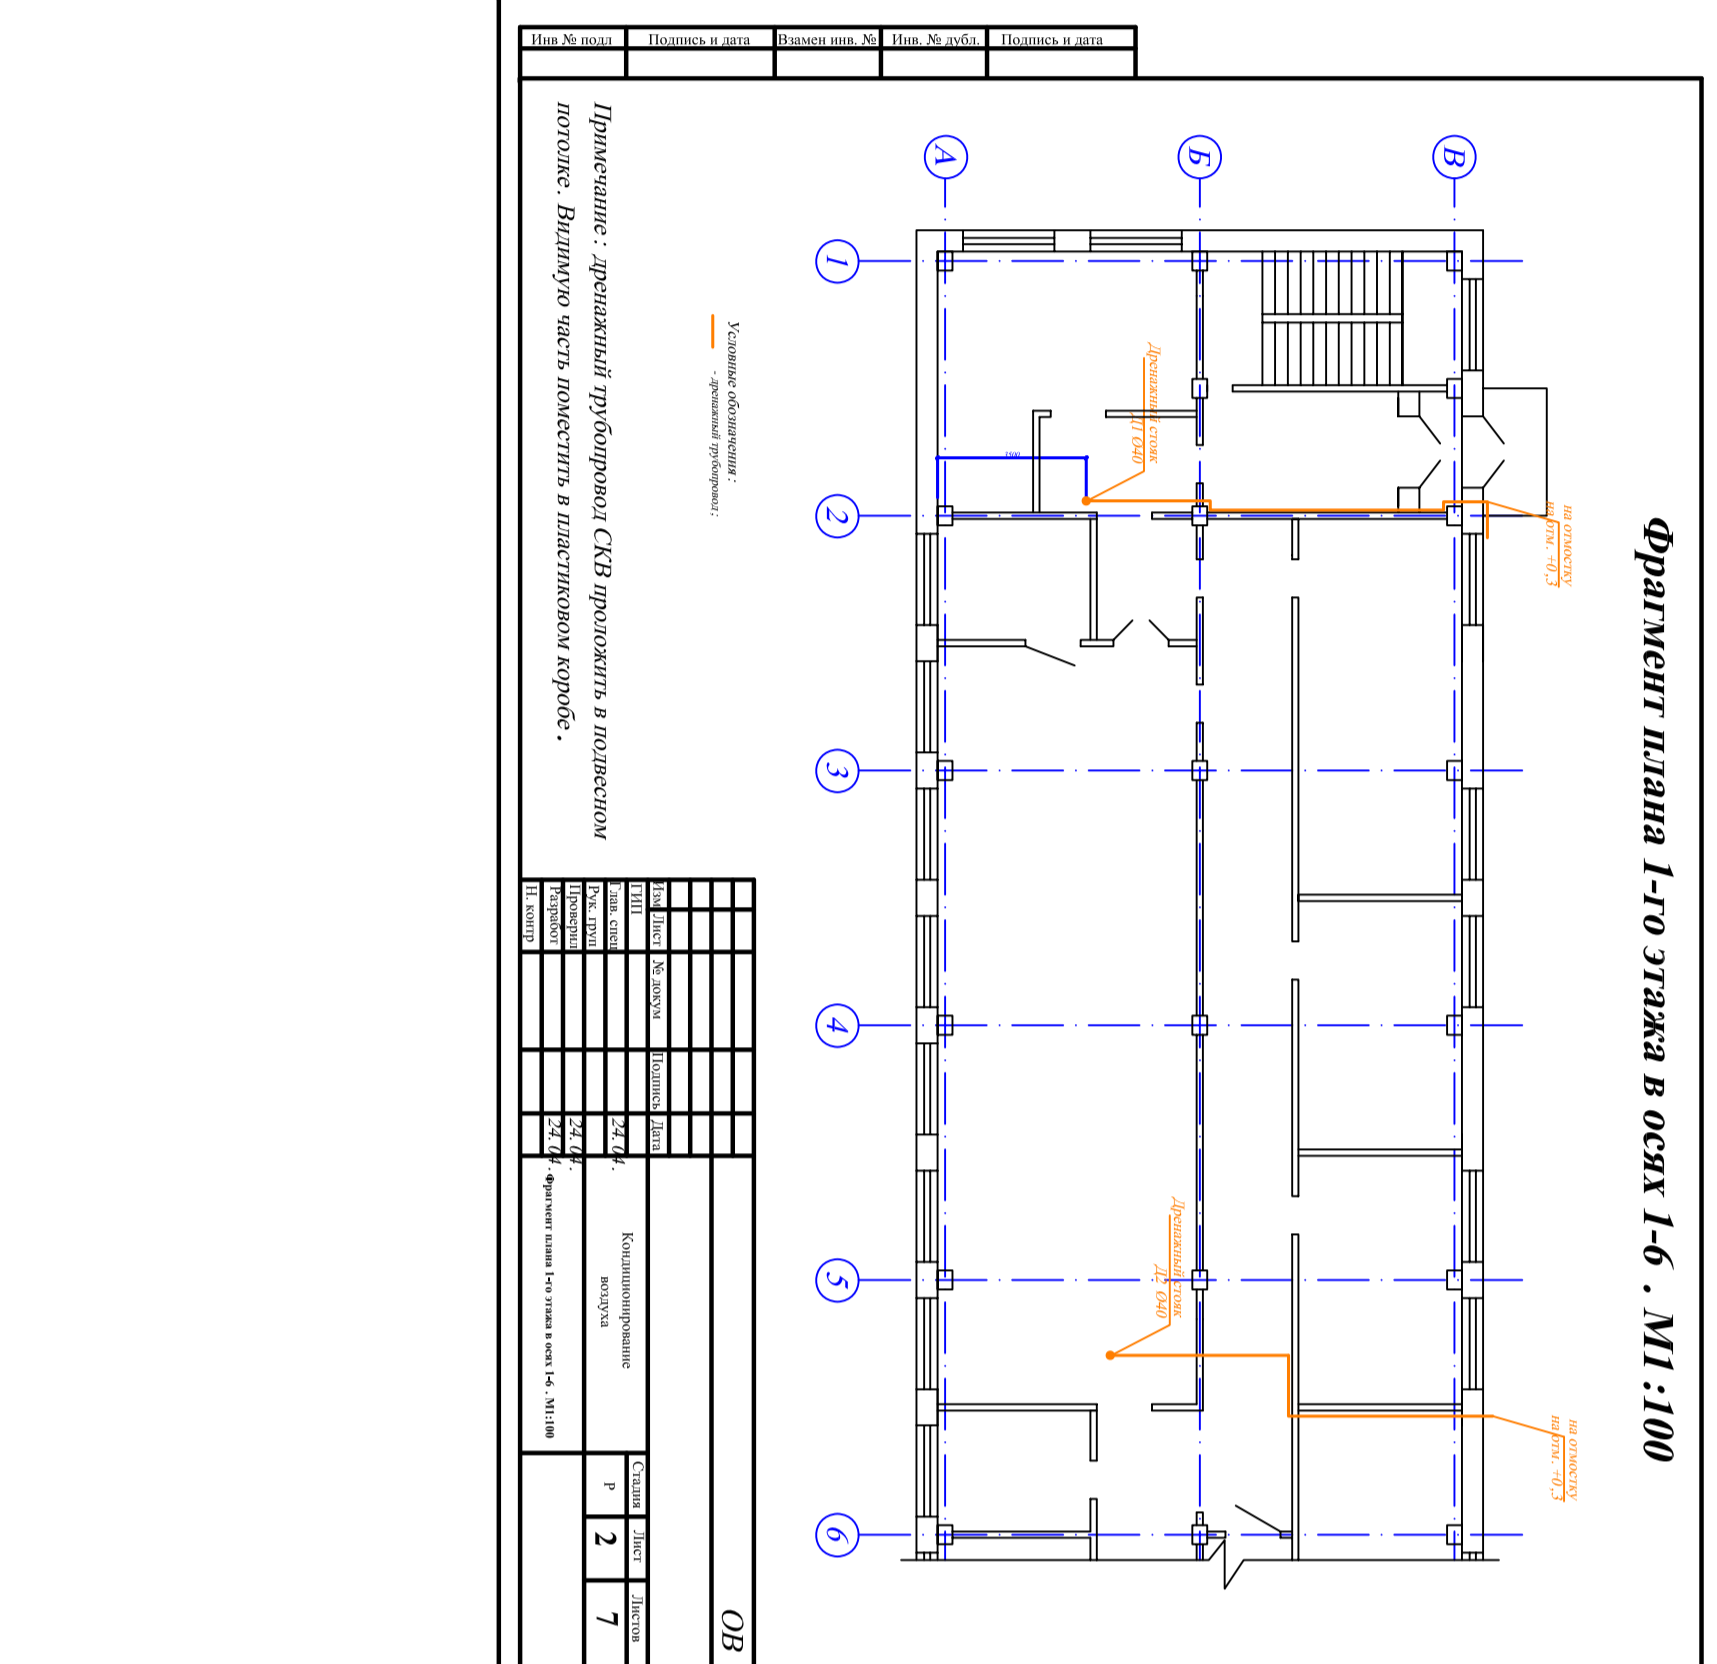 Инв № подл
Подпись и дата
Взамен инв. №
Инв. № дубл.
Подпись и дата
Фрагмент плана 1-го этажа в осях 1-6 . М1:100
В
Б
А
1
2
3
4
5
6
на отмостку
на отм. +0,3
Дренажный стояк
Д1 Ø40
1500
на отмостку
на отм. +0,3
Дренажный стояк
Д2 Ø40
Условные обозначения :
- дренажный трубопровод ;
Примечание : дренажный трубопровод СКВ проложить в подвесном
потолке . Видимую часть поместить в пластиковом коробе .
ОВ
Изм Лист № докум Подпись Дата
ГИП
Глав. спец 24. 04 .
Рук. груп
Проверил 24. 04 .
Разработ 24. 04 .
Н. контр
Кондиционирование
воздуха
Стадия Лист Листов
Р 2 7
Фрагмент плана 1-го этажа в осях 1-6 . М1:100